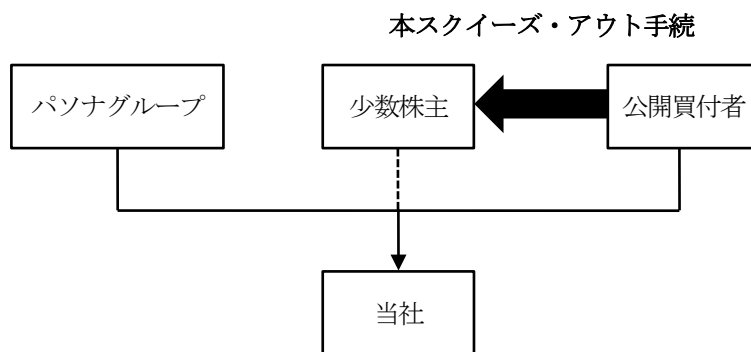 本スクイーズ・アウト手続
パソナグループ
少数株主
公開買付者
当社